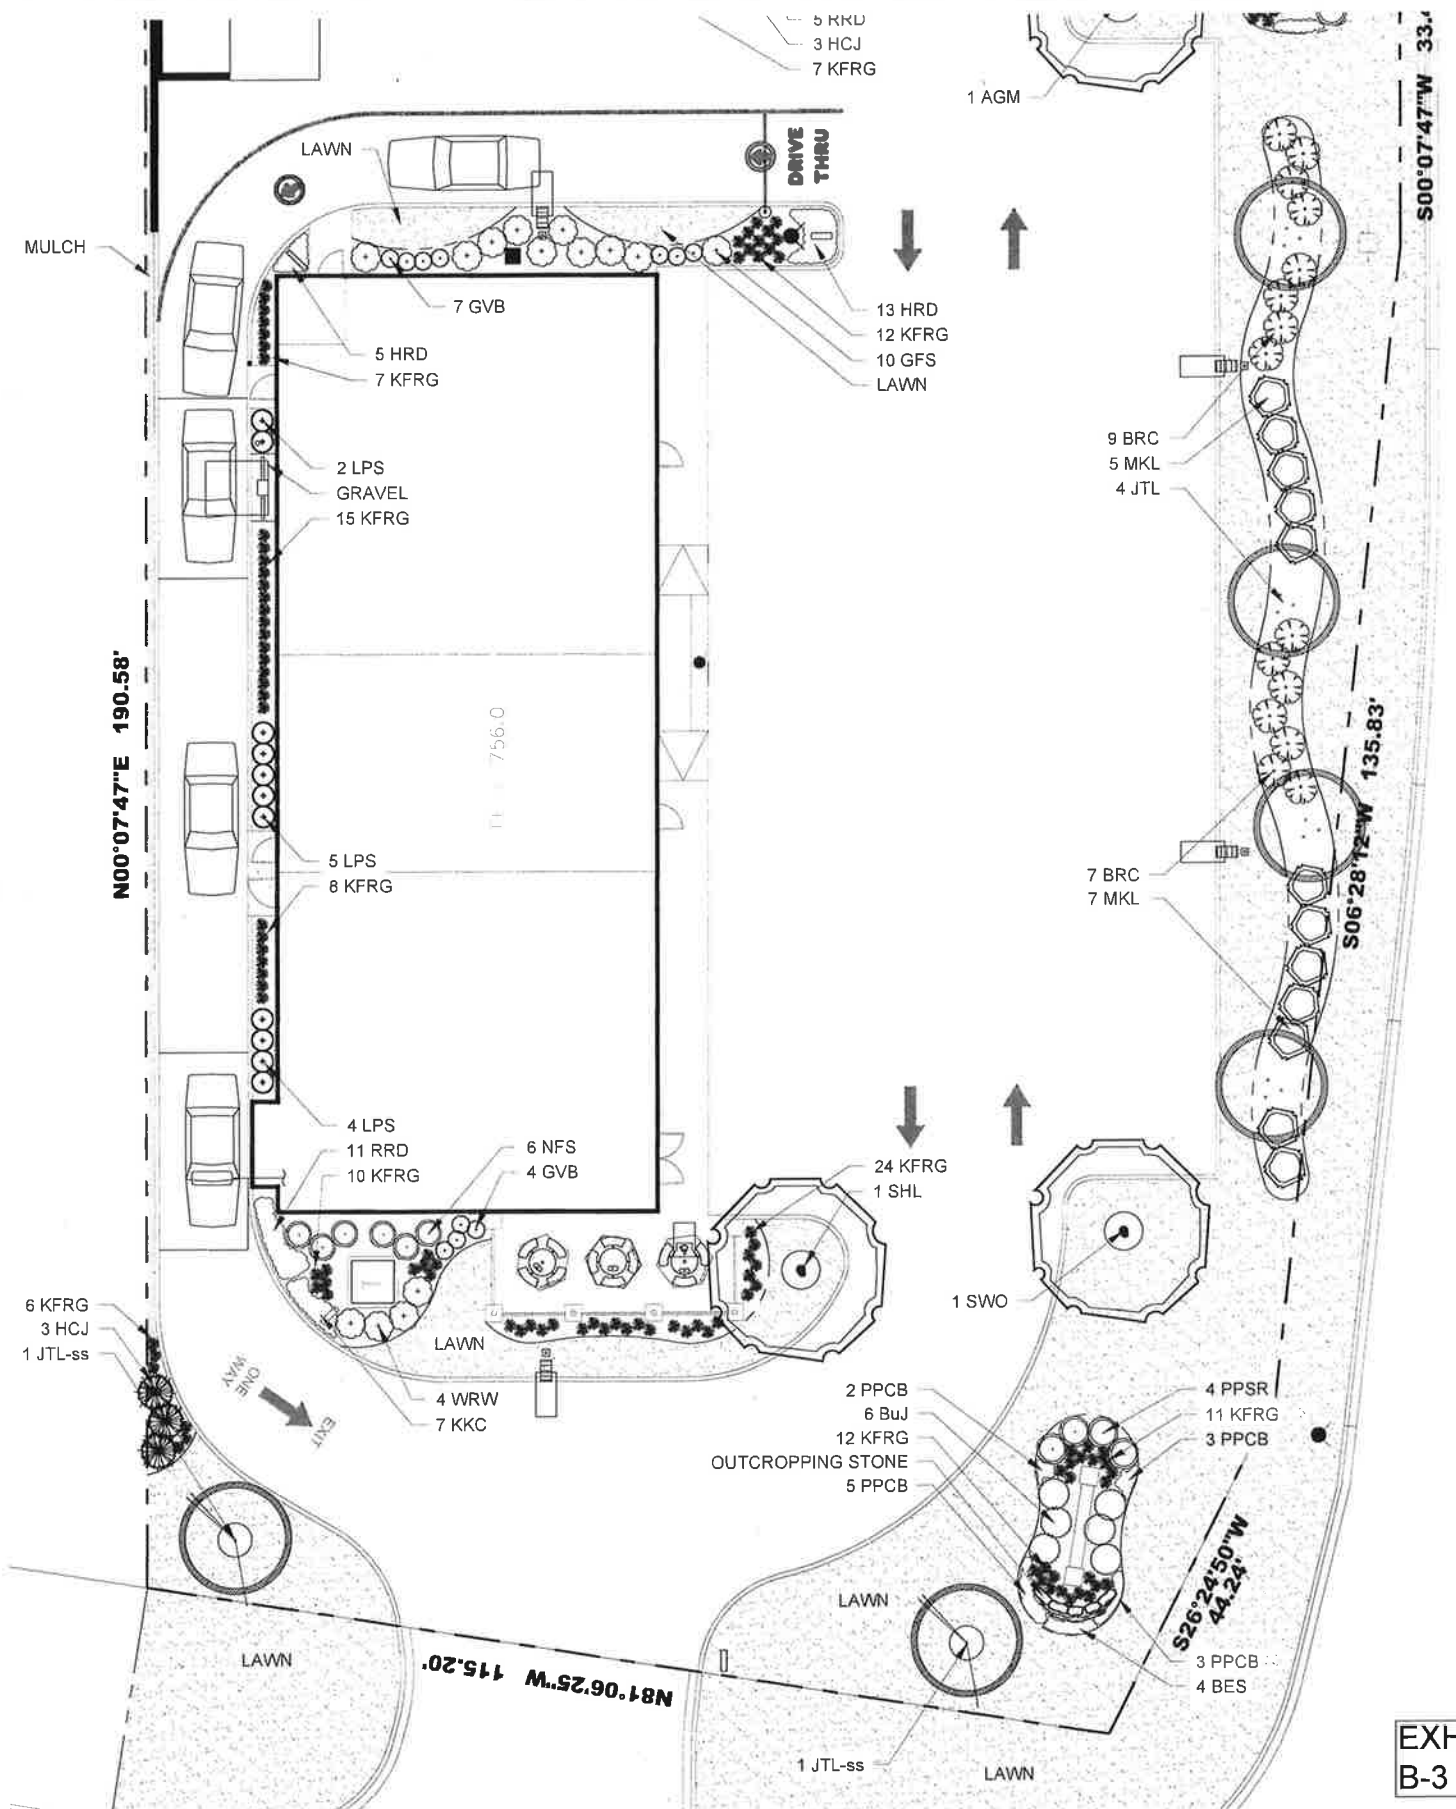 5 RRD
3 HCJ
7 KFRG
1 AGM
S00°07'47"W 33.4
LAWN
DRIVE
THRU
MULCH
7 GVB
5 HRD
7 KFRG
13 HRD
12 KFRG
10 GFS
LAWN
2 LPS
GRAVEL
15 KFRG
9 BRC
5 MKL
4 JTL
N00°07'47"E 190.58'
756.0
S06°28'12"W 135.83'
5 LPS
8 KFRG
7 BRC
7 MKL
4 LPS
11 RRD
10 KFRG
6 NFS
4 GVB
24 KFRG
1 SHL
1 SWO
6 KFRG
3 HCJ
1 JTL-ss
ONE
WAY
EXIT
LAWN
4 WRW
7 KKC
2 PPCB
6 BuJ
12 KFRG
OUTCROPPING STONE
5 PPCB
4 PPSR
11 KFRG
3 PPCB
S26°24'50"W
44.24'
LAWN
LAWN
N81°06'25"W 115.20'
3 PPCB
4 BES
1 JTL-ss
LAWN
EXH
B-3